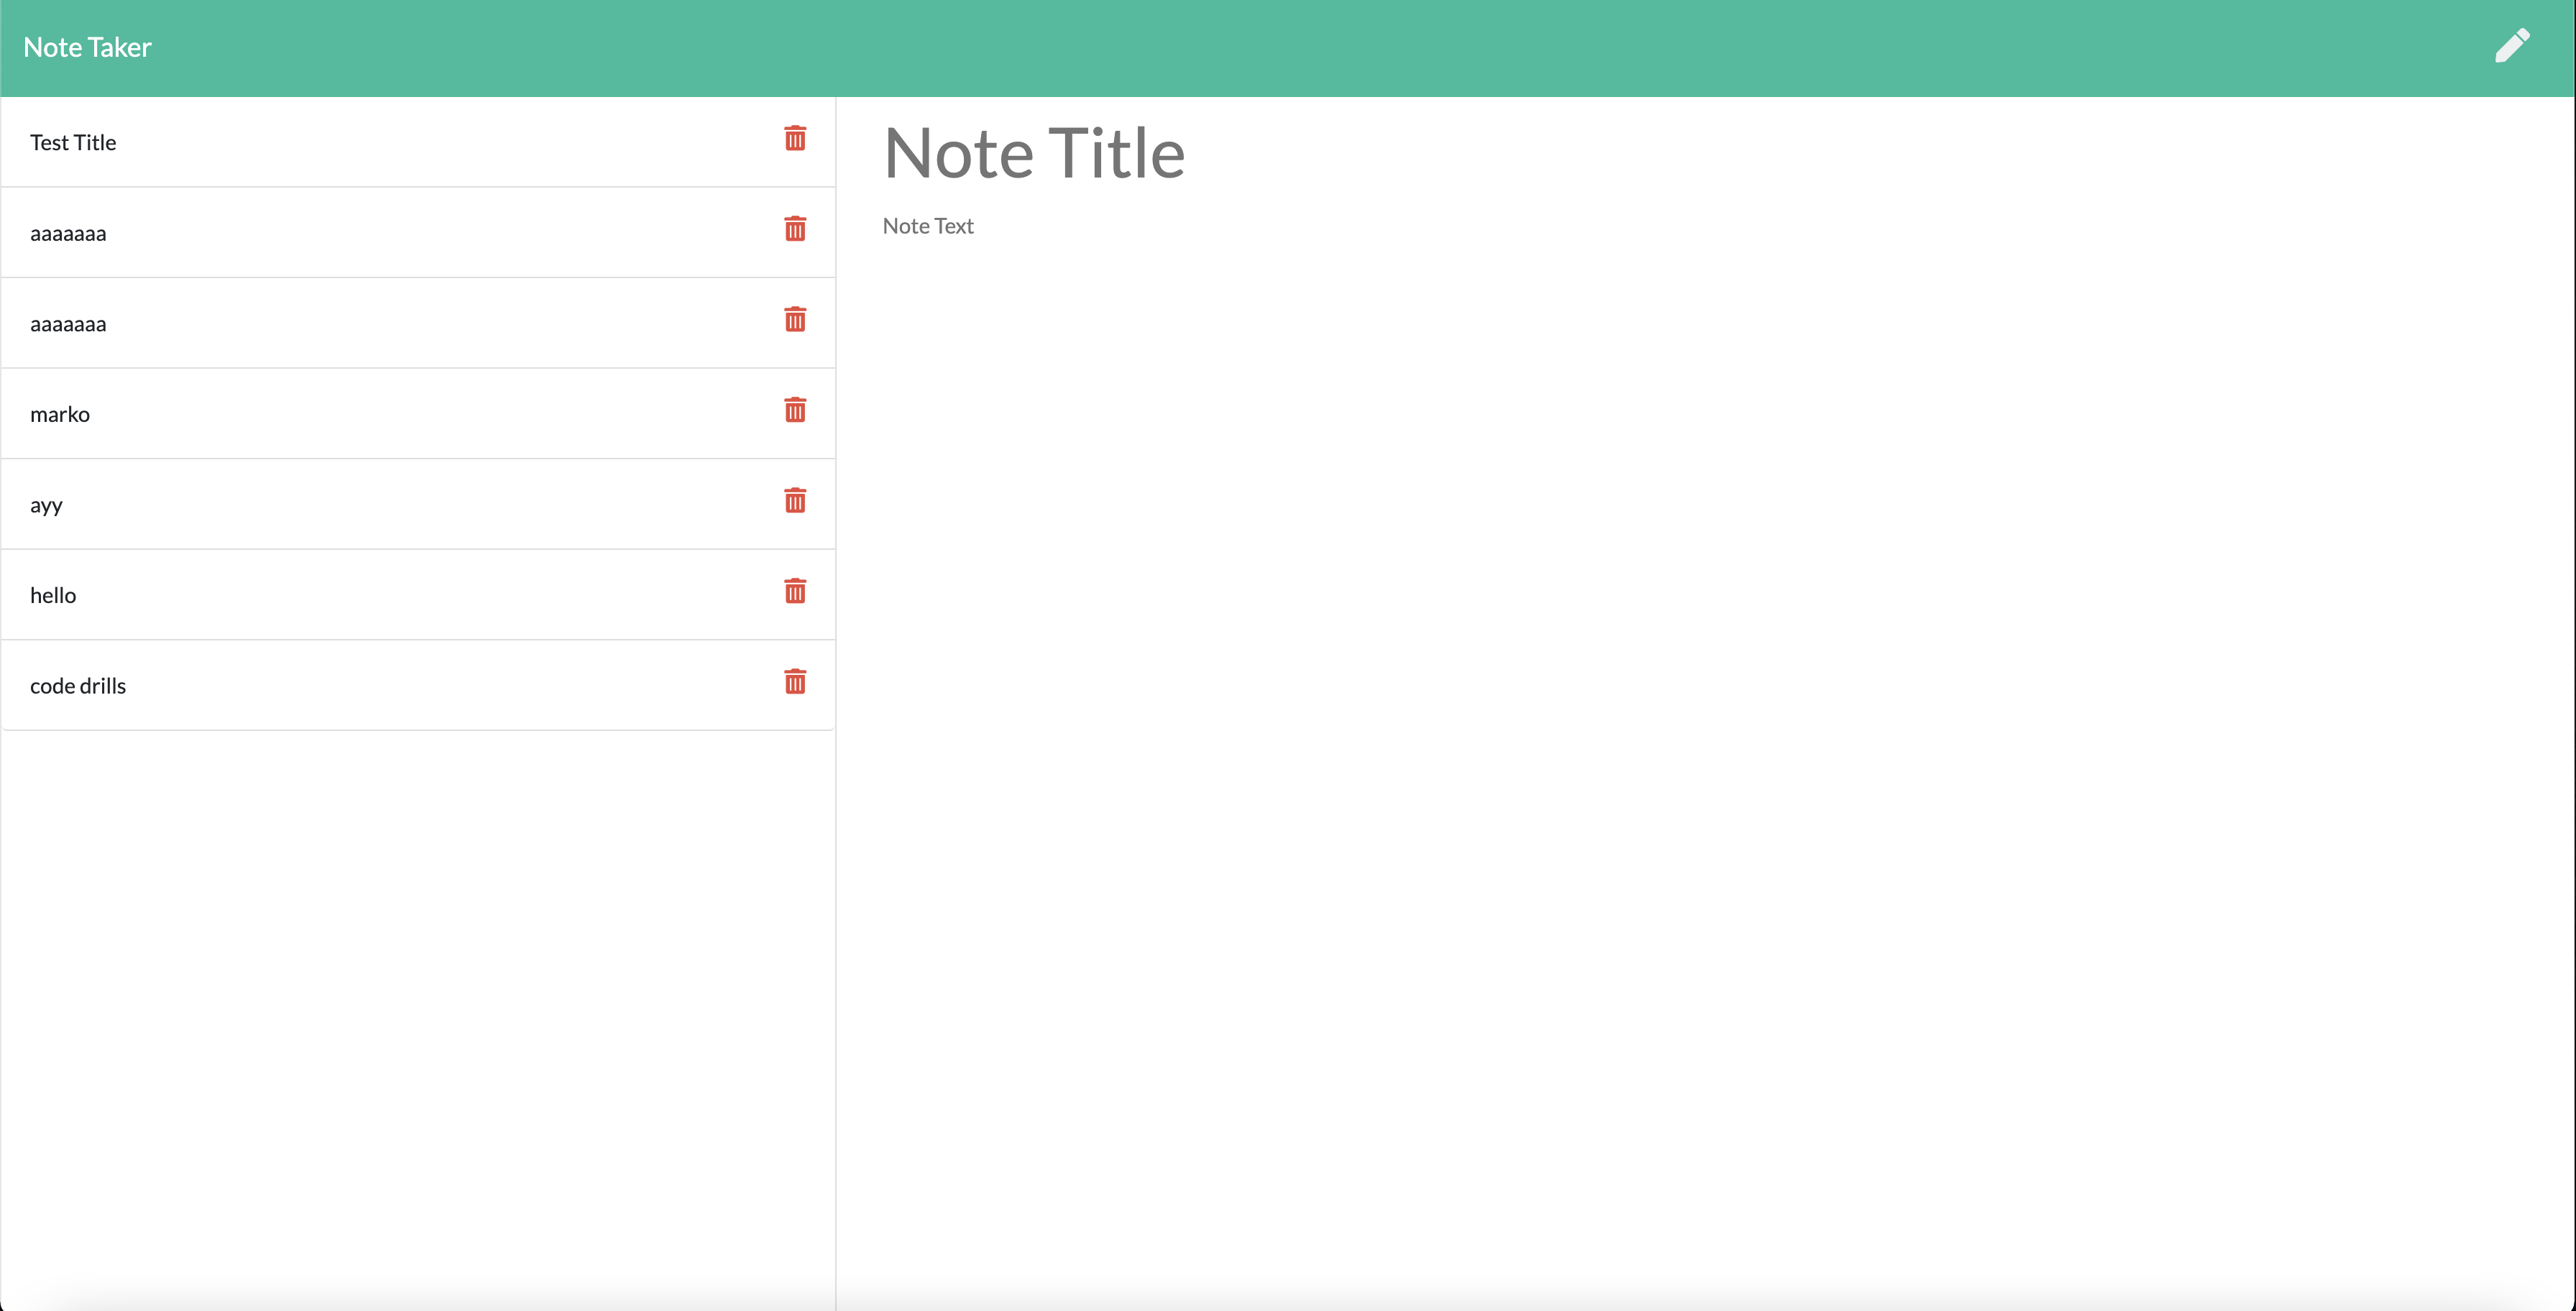 Note Taker
Test Title
aaaaaaa
aaaaaaa
marko
ayy
hello
code drills
Note Title
Note Text